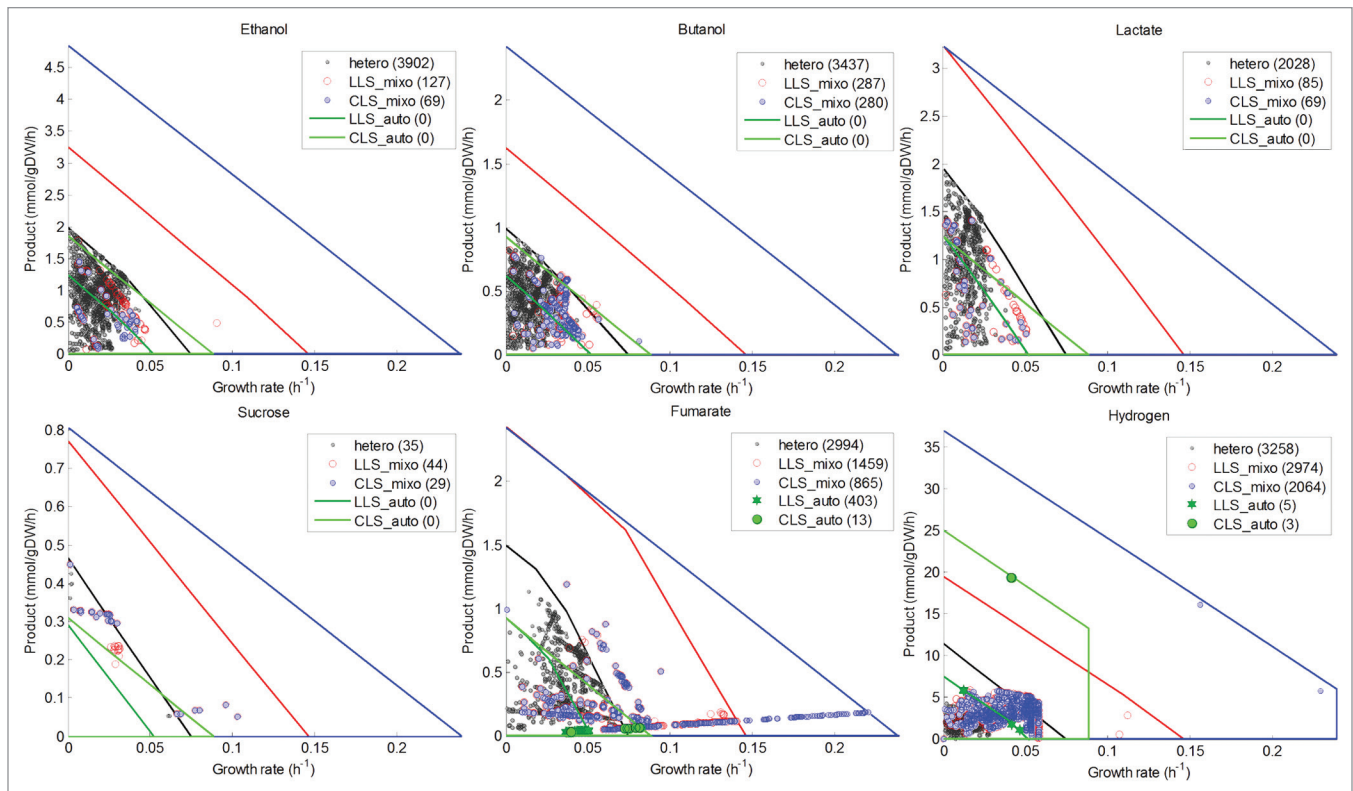 Ethanol
Product (mmol/gDW/h)
4.5
4
3.5
3
2.5
2
1.5
1
0.5
0
hetero (3902)
LLS_mixo (127)
CLS_mixo (69)
LLS_auto (0)
CLS_auto (0)
0 0.05 0.1 0.15 0.2
Growth rate (h⁻¹)
Butanol
Product (mmol/gDW/h)
2
1.5
1
0.5
0
hetero (3437)
LLS_mixo (287)
CLS_mixo (280)
LLS_auto (0)
CLS_auto (0)
0 0.05 0.1 0.15 0.2
Growth rate (h⁻¹)
Lactate
Product (mmol/gDW/h)
3
2.5
2
1.5
1
0.5
0
hetero (2028)
LLS_mixo (85)
CLS_mixo (69)
LLS_auto (0)
CLS_auto (0)
0 0.05 0.1 0.15 0.2
Growth rate (h⁻¹)
Sucrose
Product (mmol/gDW/h)
0.8
0.7
0.6
0.5
0.4
0.3
0.2
0.1
0
hetero (35)
LLS_mixo (44)
CLS_mixo (29)
LLS_auto (0)
CLS_auto (0)
0 0.05 0.1 0.15 0.2
Growth rate (h⁻¹)
Fumarate
Product (mmol/gDW/h)
2
1.5
1
0.5
0
hetero (2994)
LLS_mixo (1459)
CLS_mixo (865)
LLS_auto (403)
CLS_auto (13)
0 0.05 0.1 0.15 0.2
Growth rate (h⁻¹)
Hydrogen
Product (mmol/gDW/h)
35
30
25
20
15
10
5
0
hetero (3258)
LLS_mixo (2974)
CLS_mixo (2064)
LLS_auto (5)
CLS_auto (3)
0 0.05 0.1 0.15 0.2
Growth rate (h⁻¹)